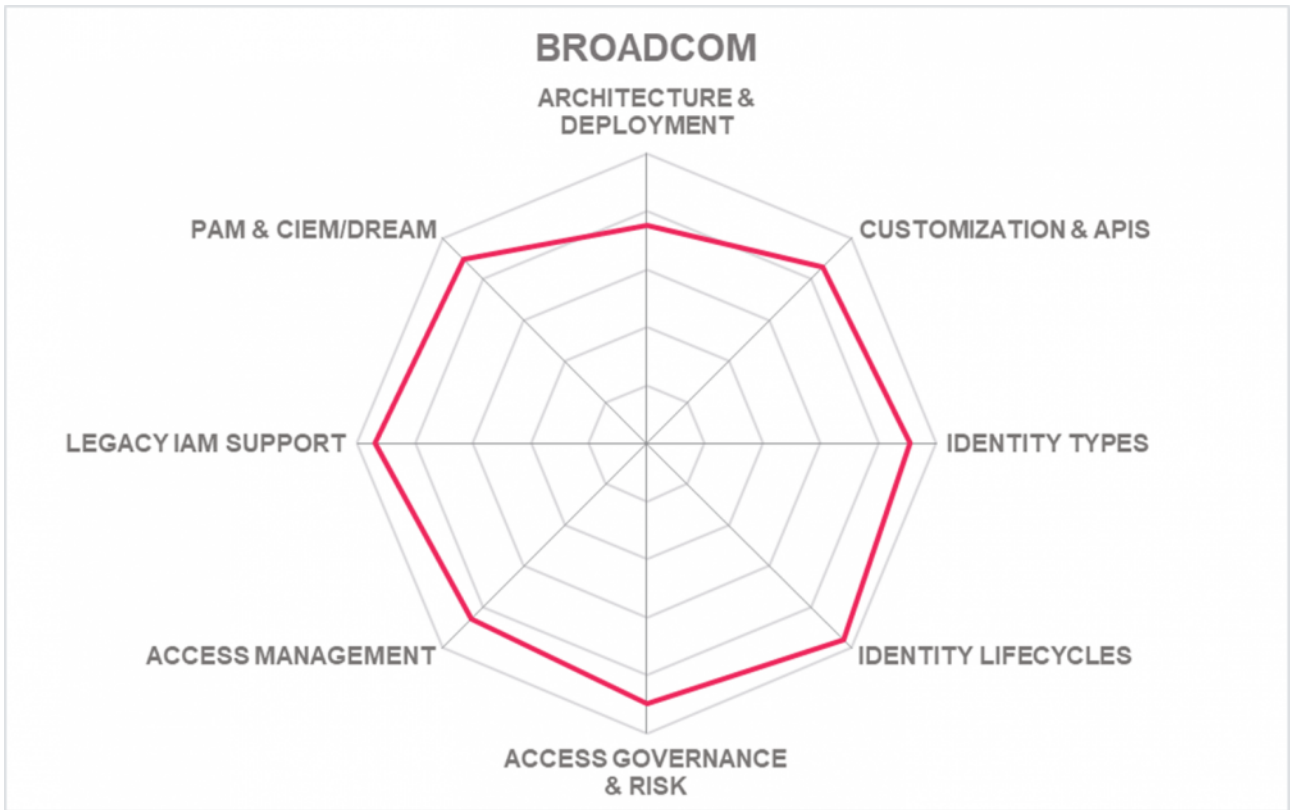 BROADCOM
ARCHITECTURE &
DEPLOYMENT
PAM & CIEM/DREAM
CUSTOMIZATION & APIS
LEGACY IAM SUPPORT
IDENTITY TYPES
ACCESS MANAGEMENT
IDENTITY LIFECYCLES
ACCESS GOVERNANCE
& RISK